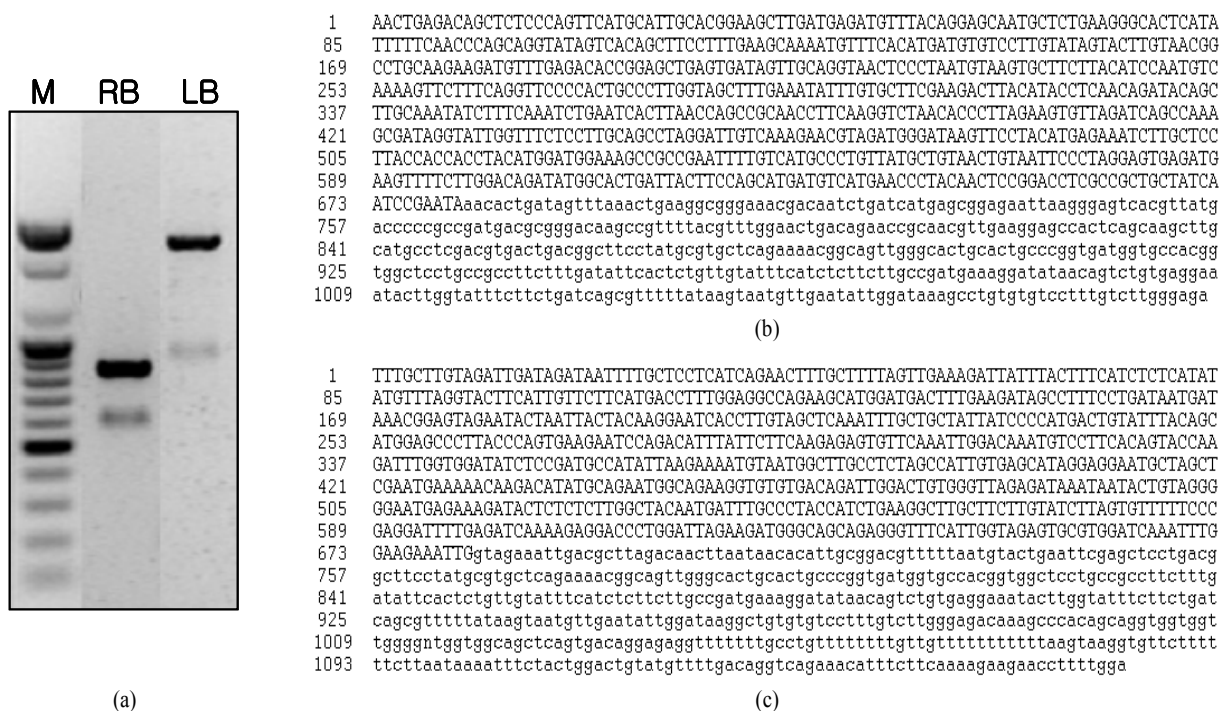 M RB LB
1 AACTGAGACAGCTCTCCCAGTTCATGCATTGCACGGAAGCTTGATGAGATGTTTACAGGAGCAATGCTCTGAAGGGCACTCATA
85 TTTTTCAACCCAGCAGGTATAGTCACAGCTTCCTTTGAAGCAAAATGTTTCACATGATGTGTCCTTGTATAGTACTTGTAACGG
169 CCTGCAAGAAGATGTTTGAGACACCGGAGCTGAGTGATAGTTGCAGGTAACTCCCTAATGTAAGTGCTTCTTACATCCAATGTC
253 AAAAGTTCTTTCAGGTTCCCCACTGCCCTTGGTAGCTTTGAAATATTTGTGCTTCGAAGACTTACATACCTCAACAGATACAGC
337 TTGCAAATATCTTTCAAATCTGAATCACTTAACCAGCCGCAACCTTCAAGGTCTAACACCCTTAGAAGTGTTAGATCAGCCAAA
421 GCGATAGGTATTGGTTTCTCCTTGCAGCCTAGGATTGTCAAAGAACGTAGATGGGATAAGTTCCTACATGAGAAATCTTGCTCC
505 TTACCACCACCTACATGGATGGAAAGCCGCCGAATTTTGTCATGCCCTGTTATGCTGTAACTGTAATTCCCTAGGAGTGAGATG
589 AAGTTTTCTTGGACAGATATGGCACTGATTACTTCCAGCATGATGTCATGAACCCTACAACTCCGGACCTCGCCGCTGCTATCA
673 ATCCGAATAaacactgatagtttaaactgaaggcgggaaacgacaatctgatcatgagcggagaattaagggagtcacgttatg
757 acccccgccgatgacgcgggacaagccgttttacgtttggaactgacagaaccgcaacgttgaaggagccactcagcaagcttg
841 catgcctcgacgtgactgacggcttcctatgcgtgctcagaaaacggcagttgggcactgcactgcccggtgatggtgccacgg
925 tggctcctgccgccttctttgatattcactctgttgtatttcatctcttcttgccgatgaaaggatataacagtctgtgaggaa
1009 atacttggtatttcttctgatcagcgtttttataagtaatgttgaatattggataaagcctgtgtgtcctttgtcttgggaga
(b)
1 TTTGCTTGTAGATTGATAGATAATTTTGCTCCTCATCAGAACTTTGCTTTTAGTTGAAAGATTATTTACTTTCATCTCTCATAT
85 ATGTTTAGGTACTTCATTGTTCTTCATGACCTTTGGAGGCCAGAAGCATGGATGACTTTGAAGATAGCCTTTCCTGATAATGAT
169 AAACGGAGTAGAATACTAATTACTACAAGGAATCACCTTGTAGCTCAAATTTGCTGCTATTATCCCCATGACTGTATTTACAGC
253 ATGGAGCCCTTACCCAGTGAAGAATCCAGACATTTATTCTTCAAGAGAGTGTTCAAATTGGACAAATGTCCTTCACAGTACCAA
337 GATTTGGTGGATATCTCCGATGCCATATTAAGAAAATGTAATGGCTTGCCTCTAGCCATTGTGAGCATAGGAGGAATGCTAGCT
421 CGAATGAAAAACAAGACATATGCAGAATGGCAGAAGGTGTGTGACAGATTGGACTGTGGGTTAGAGATAAATAATACTGTAGGG
505 GGAATGAGAAAGATACTCTCTCTTGGCTACAATGATTTGCCCTACCATCTGAAGGCTTGCTTCTTGTATCTTAGTGTTTTTCCC
589 GAGGATTTTGAGATCAAAAGAGGACCCTGGATTAGAAGATGGGCAGCAGAGGGTTTCATTGGTAGAGTGCGTGGATCAAATTTG
673 GAAGAAATTGgtagaaattgacgcttagacaacttaataacacattgcggacgtttttaatgtactgaattcgagctcctgacg
757 gcttcctatgcgtgctcagaaaacggcagttgggcactgcactgcccggtgatggtgccacggtggctcctgccgccttctttg
841 atattcactctgttgtatttcatctcttcttgccgatgaaaggatataacagtctgtgaggaaatacttggtatttcttctgat
925 cagcgtttttataagtaatgttgaatattggataaggctgtgtgtcctttgtcttgggagacaaagcccacagcaggtggtggt
1009 tggggntggtggcagctcagtgacaggagaggtttttttgcctgtttttttttgttgttttttttttttaagtaaggtgttctttt
1093 ttcttaataaaatttctactggactgtatgttttgacaggtcagaaacatttcttcaaaagaagaaccttttgga
(a)
(c)